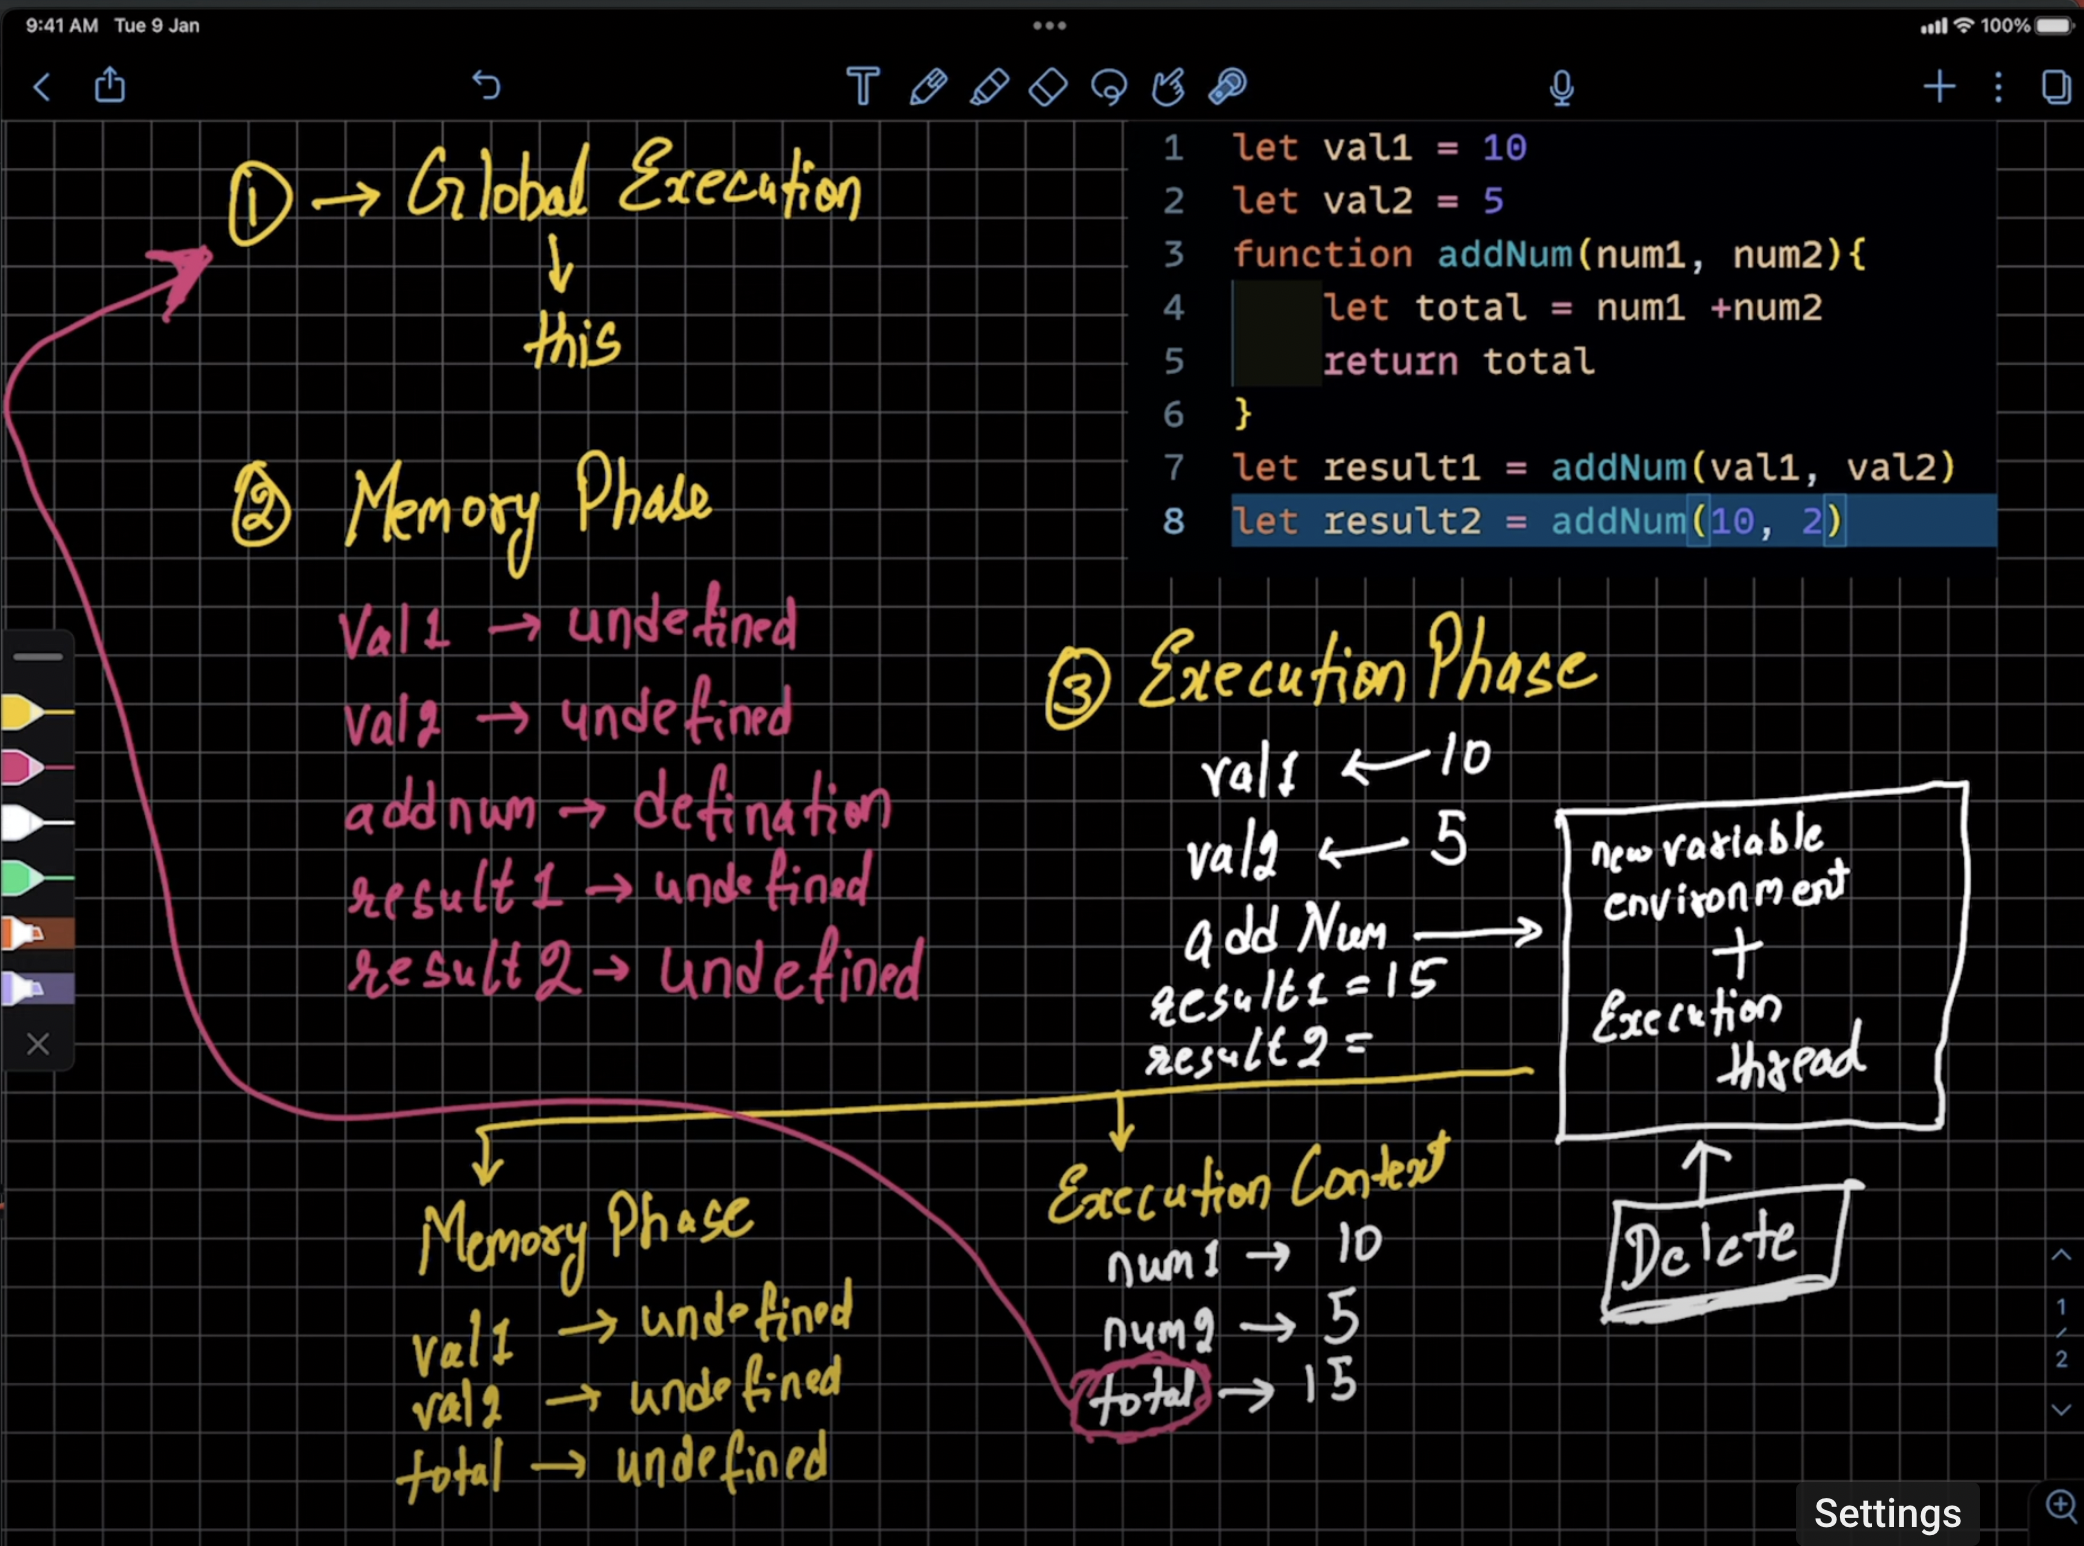 9:41 AM Tue 9 Jan
100%
① → Global Execution
↓
this
1 let val1 = 10
2 let val2 = 5
3 function addNum(num1, num2){
4 let total = num1 +num2
5 return total
6 }
7 let result1 = addNum(val1, val2)
8 let result2 = addNum(10, 2)
② Memory Phase
Val1 → undefined
val2 → undefined
addnum → defination
result1 → undefined
result2 → undefined
③ Execution Phase
val1 ← 10
val2 ← 5
add Num →
result1 = 15
result2 =
new variable
environment
+
Execution
thread
Delete
Memory Phase
val1 → undefined
val2 → undefined
total → undefined
Execution Context
num1 → 10
num2 → 5
total → 15
1
/
2
Settings